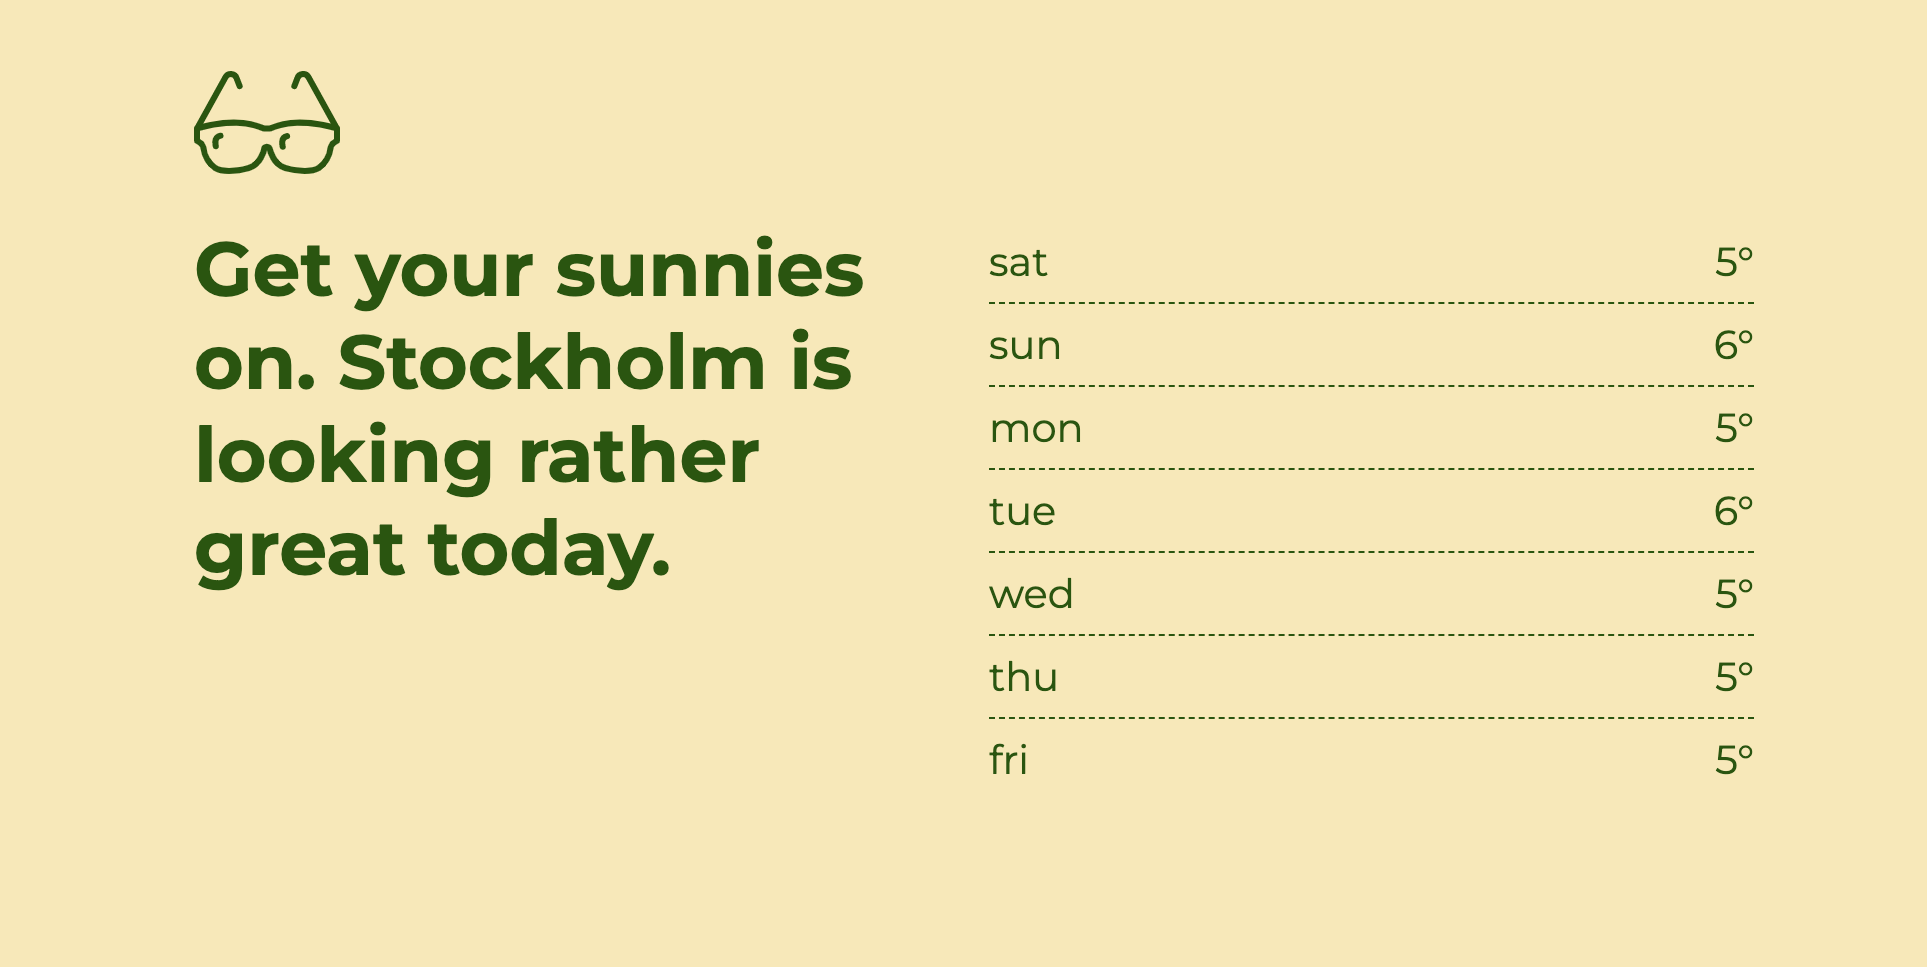 Get your sunnies
on. Stockholm is
looking rather
great today.
sat 5°
sun 6°
mon 5°
tue 6°
wed 5°
thu 5°
fri 5°